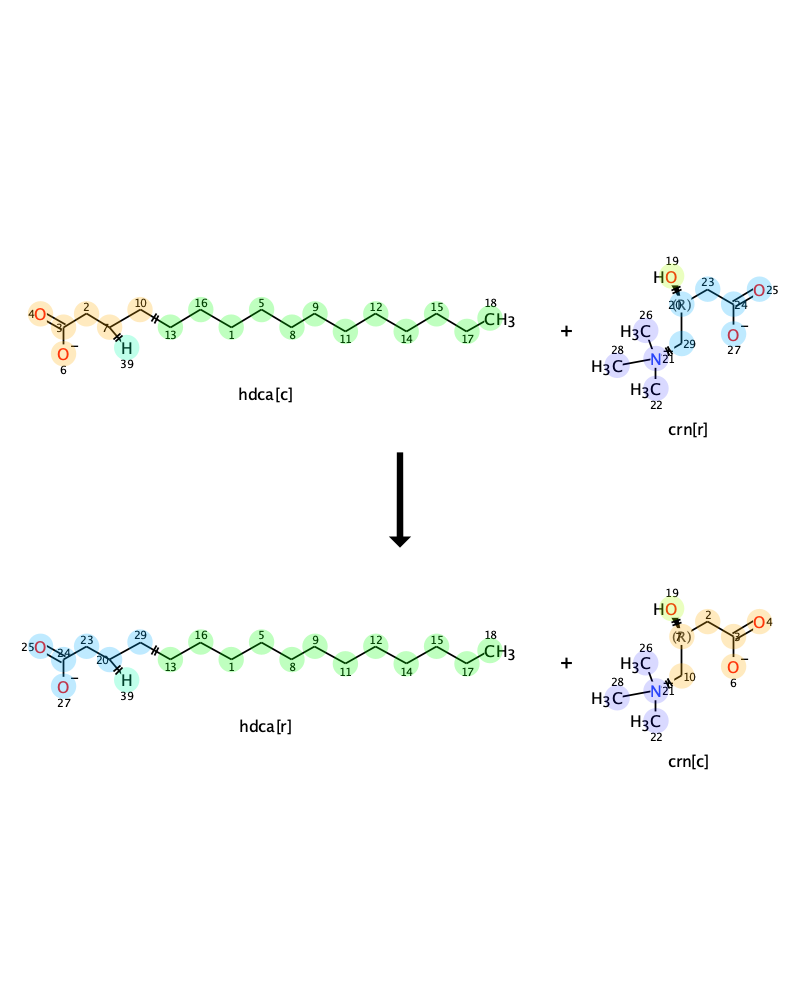 4 O 3 2 7 10 13 16 1 5 8 9 11 12 14 15 17 18 CH3
O − 6
H 39
hdca[c]
+
19 HO 20 (R) 23 24 O 25
O − 27
26 H3C 28 H3C N 21 29
H3C 22
crn[r]
25 O 24 23 20 29 13 16 1 5 8 9 11 12 14 15 17 18 CH3
O − 27
H 39
hdca[r]
+
19 HO 7 (R) 2 3 O 4
O − 6
26 H3C 28 H3C N 21 10
H3C 22
crn[c]